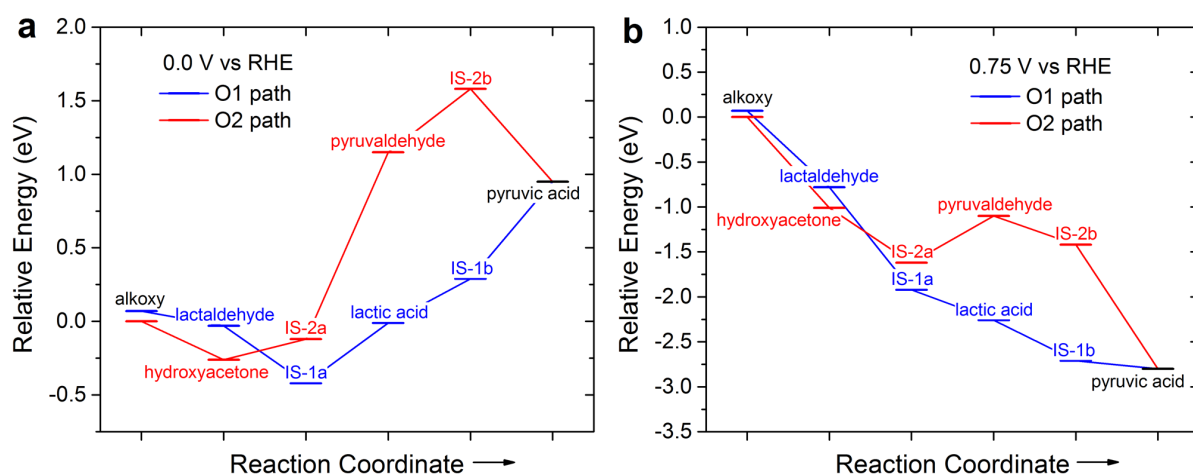 a
0.0 V vs RHE
O1 path
O2 path
2.0
1.5
1.0
0.5
0.0
-0.5
Relative Energy (eV)
IS-2b
pyruvaldehyde
pyruvic acid
IS-1b
alkoxy
lactaldehyde
IS-2a
lactic acid
hydroxyacetone
IS-1a
Reaction Coordinate
b
0.75 V vs RHE
O1 path
O2 path
1.0
0.5
0.0
-0.5
-1.0
-1.5
-2.0
-2.5
-3.0
-3.5
Relative Energy (eV)
alkoxy
lactaldehyde
hydroxyacetone
pyruvaldehyde
IS-2a
IS-2b
IS-1a
lactic acid
IS-1b
pyruvic acid
Reaction Coordinate